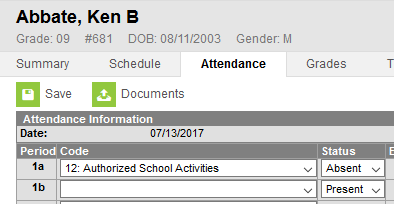 Abbate, Ken B
Grade: 09 #681 DOB: 08/11/2003 Gender: M
Summary Schedule Attendance Grades
Save Documents
Attendance Information
Date: 07/13/2017
Period Code Status
1a 12: Authorized School Activities Absent
1b Present